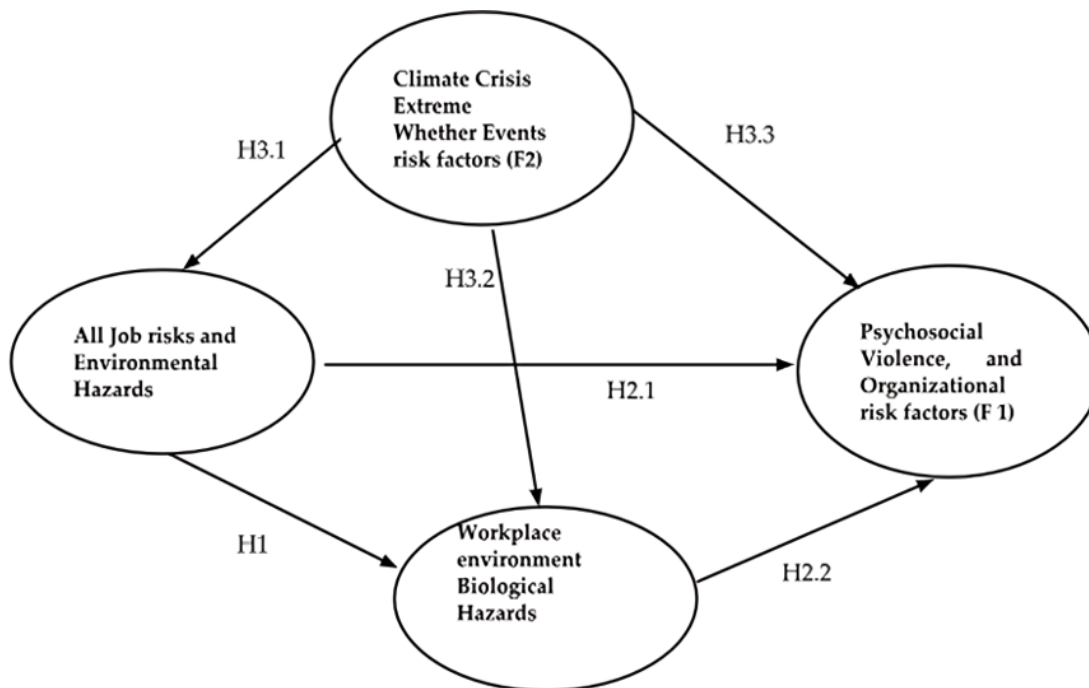 Climate Crisis
Extreme
Whether Events
risk factors (F2)
H3.1
H3.3
H3.2
All Job risks and
Environmental
Hazards
Psychosocial
Violence, and
Organizational
risk factors (F 1)
H2.1
H1
Workplace
environment
Biological
Hazards
H2.2